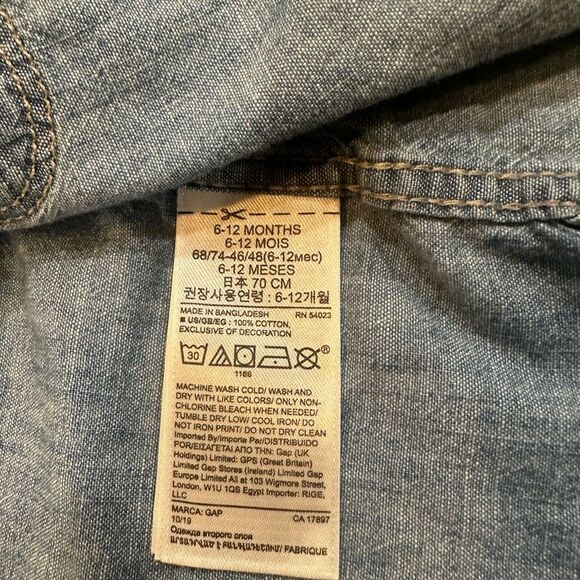 6-12 MONTHS
6-12 MOIS
68/74-46/48(6-12мес)
6-12 MESES
日本 70 CM
권장사용연령 : 6-12개월
MADE IN BANGLADESH RN 54023
US/GB/EG : 100% COTTON,
EXCLUSIVE OF DECORATION
30 ®
1168
MACHINE WASH COLD/ WASH AND
DRY WITH LIKE COLORS/ ONLY NON-
CHLORINE BLEACH WHEN NEEDED/
TUMBLE DRY LOW/ COOL IRON/ DO
NOT IRON PRINT/ DO NOT DRY CLEAN
Imported By/Importe Par/DISTRIBUIDO
POR/ΕΙΣΑΓΕΤΑΙ ΑΠΟ ΤΗΝ: Gap (UK
Holdings) Limited: GPS (Great Britain)
Limited Gap Stores (Ireland) Limited Gap
Europe Limited All at 103 Wigmore Street,
London, W1U 1QS Egypt Importer: RIGE,
LLC
MARCA: GAP CA 17897
10/19
Одежда второго слоя
FABRIQUE